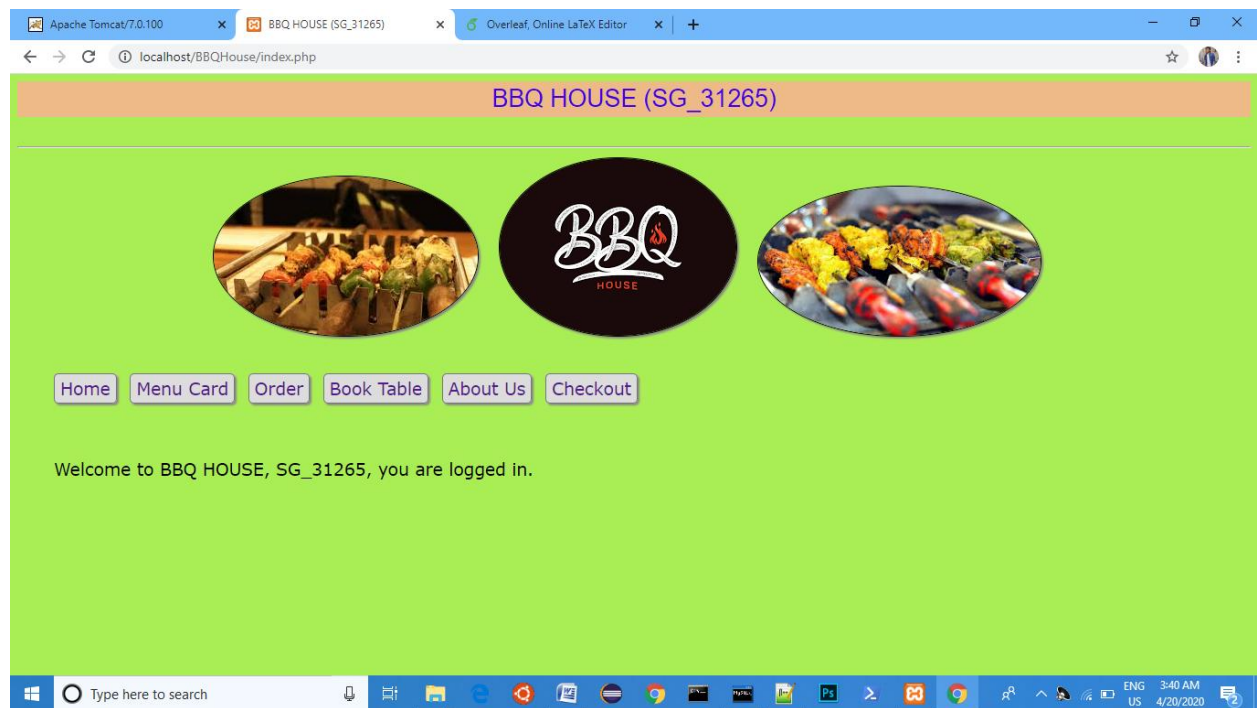 Apache Tomcat/7.0.100
BBQ HOUSE (SG_31265)
Overleaf, Online LaTeX Editor
localhost/BBQHouse/index.php
BBQ HOUSE (SG_31265)
BBQ
HOUSE
Home Menu Card Order Book Table About Us Checkout
Welcome to BBQ HOUSE, SG_31265, you are logged in.
Type here to search
Ps
ENG 3:40 AM
US 4/20/2020
2